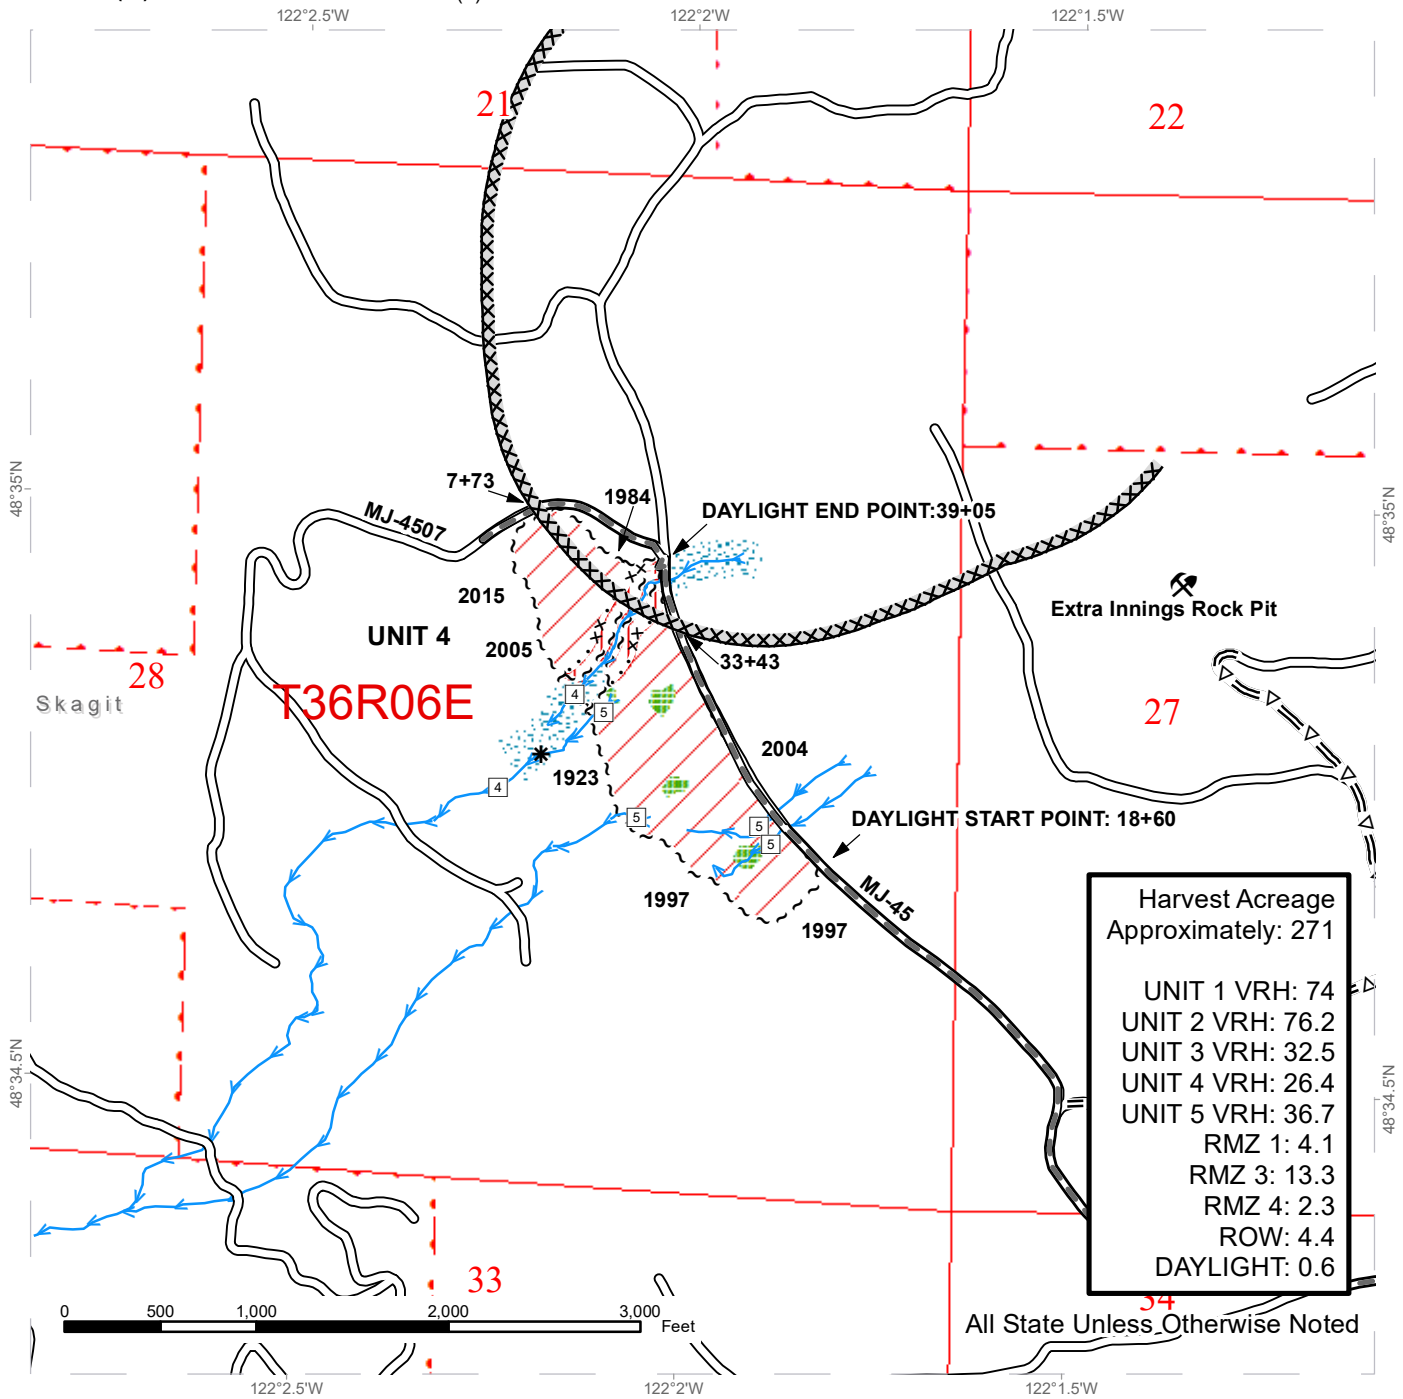 122°2.5'W
122°2'W
122°1.5'W
21
22
48°35'N
48°35'N
7+73
1984
DAYLIGHT END POINT:39+05
MJ-4507
2015
Extra Innings Rock Pit
UNIT 4
2005
33+43
28
Skagit
T36R06E
4
5
27
2004
1923
4
5
5
DAYLIGHT START POINT: 18+60
5
MJ-45
1997
1997
Harvest Acreage
Approximately: 271
UNIT 1 VRH: 74
UNIT 2 VRH: 76.2
UNIT 3 VRH: 32.5
UNIT 4 VRH: 26.4
UNIT 5 VRH: 36.7
RMZ 1: 4.1
RMZ 3: 13.3
RMZ 4: 2.3
ROW: 4.4
DAYLIGHT: 0.6
48°34.5'N
48°34.5'N
33
34
0 500 1,000 2,000 3,000
Feet
All State Unless Otherwise Noted
122°2.5'W
122°2'W
122°1.5'W